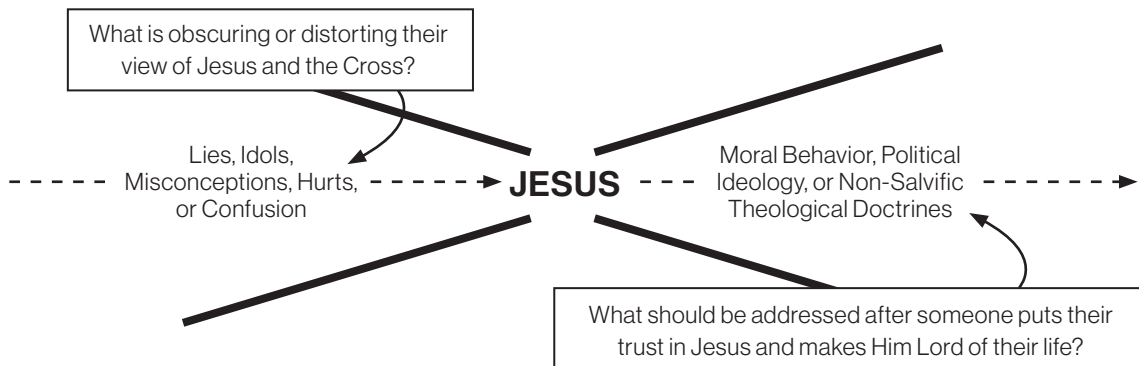 What is obscuring or distorting their
view of Jesus and the Cross?
Lies, Idols,
Misconceptions, Hurts,
or Confusion
JESUS
Moral Behavior, Political
Ideology, or Non-Salvific
Theological Doctrines
What should be addressed after someone puts their
trust in Jesus and makes Him Lord of their life?